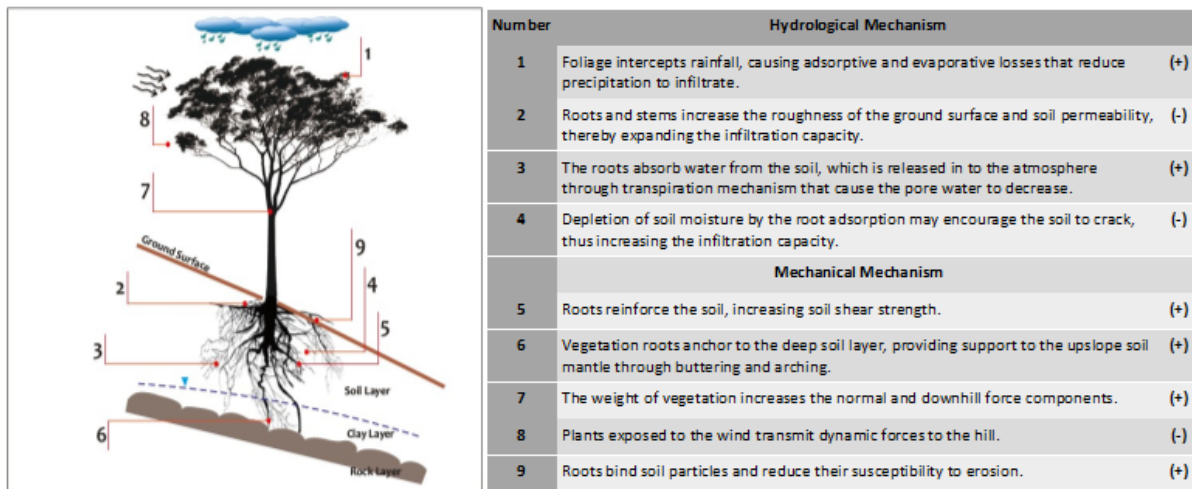 1
8
7
Ground Surface
9
2
4
5
3
Soil Layer
6
Clay Layer
Rock Layer
Number Hydrological Mechanism
1 Foliage intercepts rainfall, causing adsorptive and evaporative losses that reduce (+)
precipitation to infiltrate.
2 Roots and stems increase the roughness of the ground surface and soil permeability, (-)
thereby expanding the infiltration capacity.
3 The roots absorb water from the soil, which is released in to the atmosphere (+)
through transpiration mechanism that cause the pore water to decrease.
4 Depletion of soil moisture by the root adsorption may encourage the soil to crack, (-)
thus increasing the infiltration capacity.
Mechanical Mechanism
5 Roots reinforce the soil, increasing soil shear strength. (+)
6 Vegetation roots anchor to the deep soil layer, providing support to the upslope soil (+)
mantle through buttering and arching.
7 The weight of vegetation increases the normal and downhill force components. (+)
8 Plants exposed to the wind transmit dynamic forces to the hill. (-)
9 Roots bind soil particles and reduce their susceptibility to erosion. (+)